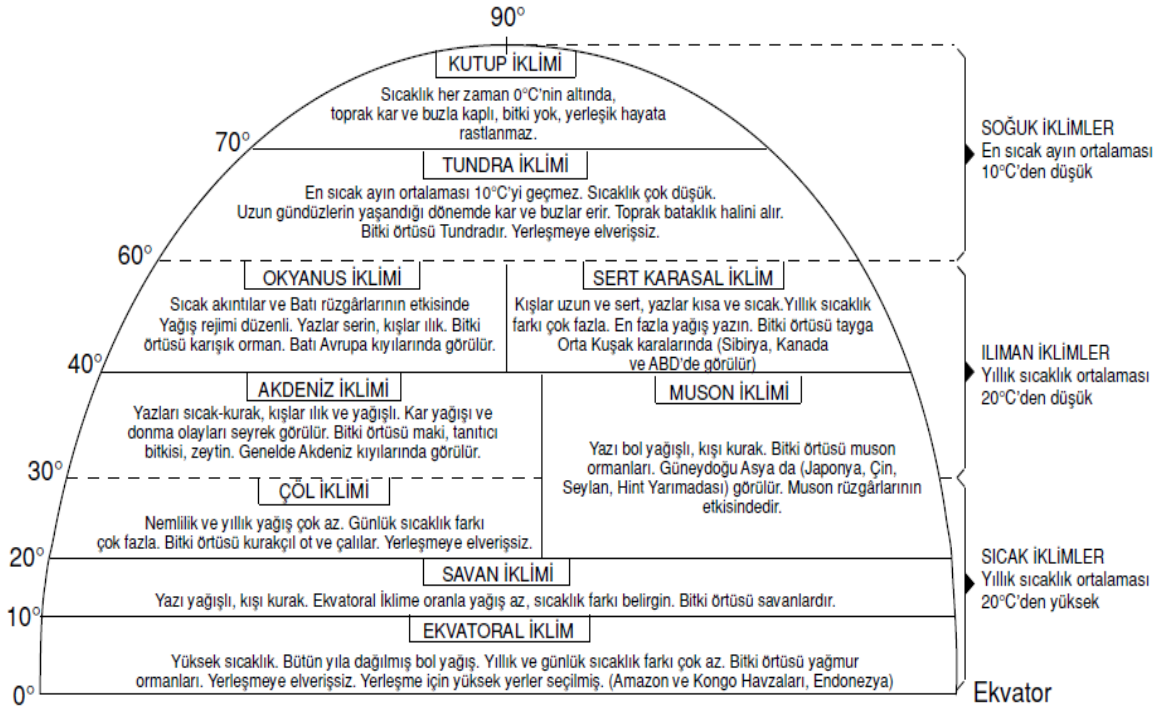 90°
KUTUP İKLİMİ
Sıcaklık her zaman 0°C'nin altında,
toprak kar ve buzla kaplı, bitki yok, yerleşik hayata
rastlanmaz.
70°
TUNDRA İKLİMİ
En sıcak ayın ortalaması 10°C'yi geçmez. Sıcaklık çok düşük.
Uzun gündüzlerin yaşandığı dönemde kar ve buzlar erir. Toprak bataklık halini alır.
Bitki örtüsü Tundradır. Yerleşmeye elverişsiz.
SOĞUK İKLİMLER
En sıcak ayın ortalaması
10°C'den düşük
60°
OKYANUS İKLİMİ
Sıcak akıntılar ve Batı rüzgârlarının etkisinde
Yağış rejimi düzenli. Yazlar serin, kışlar ılık. Bitki
örtüsü karışık orman. Batı Avrupa kıyılarında görülür.
SERT KARASAL İKLİM
Kışlar uzun ve sert, yazlar kısa ve sıcak.Yıllık sıcaklık
farkı çok fazla. En fazla yağış yazın. Bitki örtüsü tayga
Orta Kuşak karalarında (Sibirya, Kanada
ve ABD'de görülür)
40°
AKDENİZ İKLİMİ
Yazları sıcak-kurak, kışlar ılık ve yağışlı. Kar yağışı ve
donma olayları seyrek görülür. Bitki örtüsü maki, tanıtıcı
bitkisi, zeytin. Genelde Akdeniz kıyılarında görülür.
MUSON İKLİMİ
Yazı bol yağışlı, kışı kurak. Bitki örtüsü muson
ormanları. Güneydoğu Asya da (Japonya, Çin,
Seylan, Hint Yarımadası) görülür. Muson rüzgârlarının
etkisindedir.
ILIMAN İKLİMLER
Yıllık sıcaklık ortalaması
20°C'den düşük
30°
ÇÖL İKLİMİ
Nemlilik ve yıllık yağış çok az. Günlük sıcaklık farkı
çok fazla. Bitki örtüsü kurakçıl ot ve çalılar. Yerleşmeye elverişsiz.
20°
SAVAN İKLİMİ
Yazı yağışlı, kışı kurak. Ekvatoral İklime oranla yağış az, sıcaklık farkı belirgin. Bitki örtüsü savanlardır.
SICAK İKLİMLER
Yıllık sıcaklık ortalaması
20°C'den yüksek
10°
EKVATORAL İKLİM
Yüksek sıcaklık. Bütün yıla dağılmış bol yağış. Yıllık ve günlük sıcaklık farkı çok az. Bitki örtüsü yağmur
ormanları. Yerleşmeye elverişsiz. Yerleşme için yüksek yerler seçilmiş. (Amazon ve Kongo Havzaları, Endonezya)
0°
Ekvator